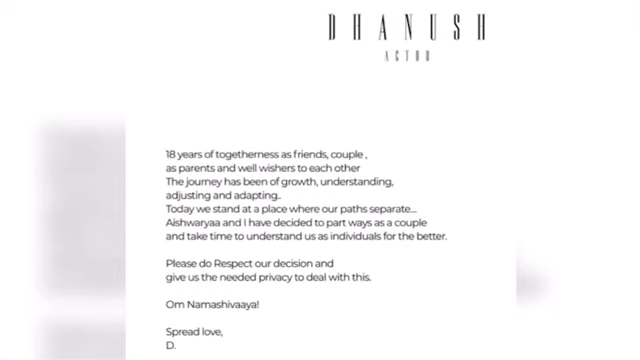 DHANUSH
ACTOR
18 years of togetherness as friends, couple ,
as parents and well wishers to each other
The journey has been of growth, understanding,
adjusting and adapting..
Today we stand at a place where our paths separate...
Aishwaryaa and I have decided to part ways as a couple
and take time to understand us as individuals for the better.
Please do Respect our decision and
give us the needed privacy to deal with this.
Om Namashivaaya!
Spread love,
D.